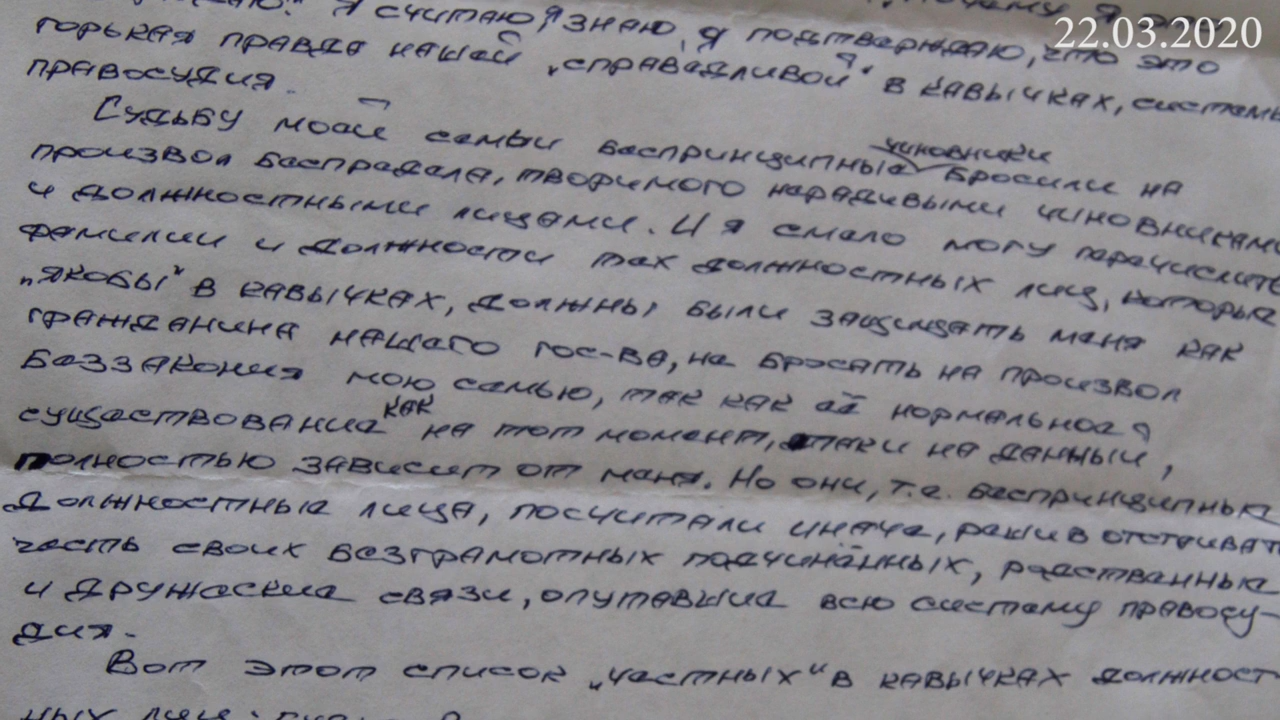 почему я
22.03.2020
Я считаю, я знаю, я подтверждаю, что это
горькая правда нашей „справедливой" в кавычках, системы
правосудия.
Судьбу моей семьи беспринципные чиновники бросили на
произвол беспредела, творимого нерадивыми чиновниками
и должностными лицами. И я смело могу перечислить
фамилии и должности тех должностных лиц, которые
„якобы" в кавычках, должны были защищать меня как
гражданина нашего гос-ва, не бросать на произвол
беззакония мою семью, так как её нормальное
существование как на тот момент, так и на данный,
полностью зависит от меня. Но они, т.е. беспринципные
должностные лица, посчитали иначе, решив отстаивать
честь своих безграмотных подчинённых, родственные
и дружеские связи, опутавшие всю систему правосу-
дия.
Вот этот список „честных" в кавычках должност-
ных лиц: